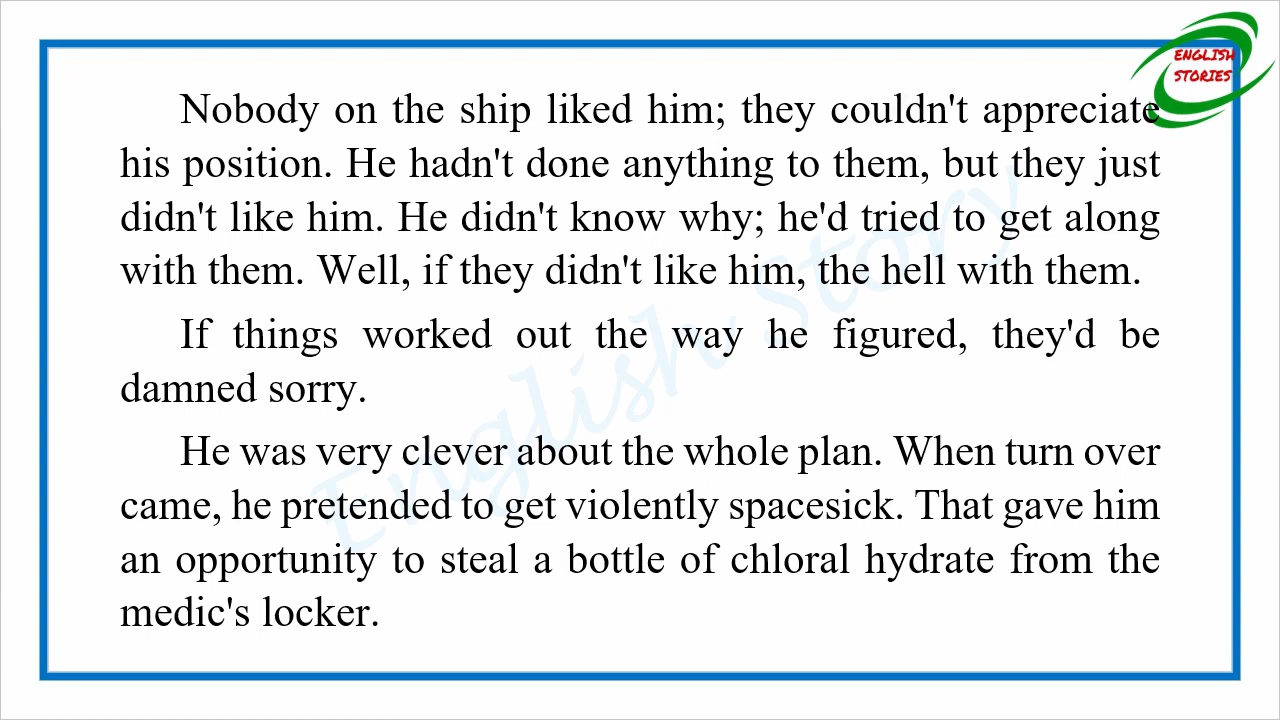 ENGLISH
STORIES
Nobody on the ship liked him; they couldn't appreciate
his position. He hadn't done anything to them, but they just
didn't like him. He didn't know why; he'd tried to get along
with them. Well, if they didn't like him, the hell with them.
If things worked out the way he figured, they'd be
damned sorry.
He was very clever about the whole plan. When turn over
came, he pretended to get violently spacesick. That gave him
an opportunity to steal a bottle of chloral hydrate from the
medic's locker.
English Story